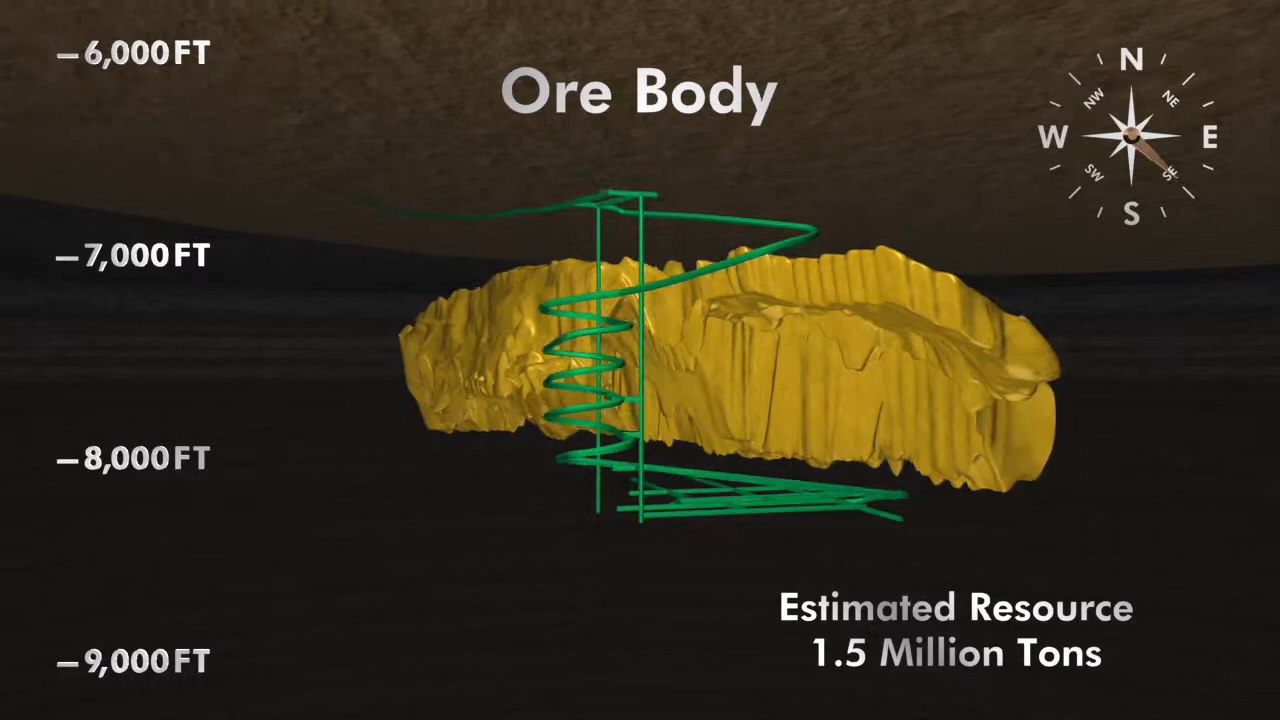 –6,000 FT
Ore Body
N
NW
NE
W
E
SW
SE
S
–7,000 FT
–8,000 FT
Estimated Resource
1.5 Million Tons
–9,000 FT